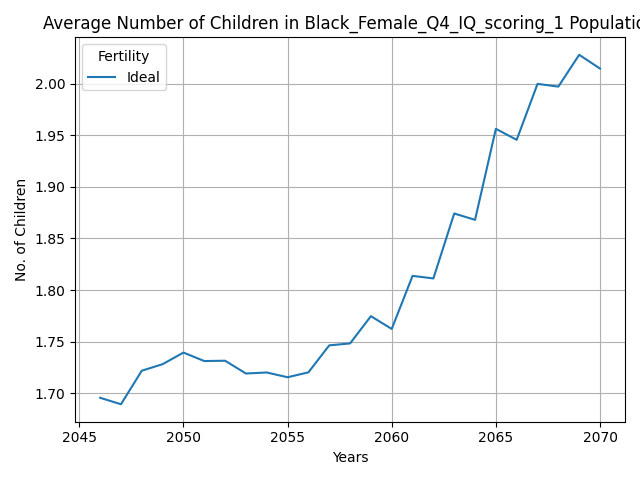 Average Number of Children in Black_Female_Q4_IQ_scoring_1 Populatio
Fertility
Ideal
2.00
1.95
1.90
1.85
1.80
1.75
1.70
No. of Children
2045 2050 2055 2060 2065 2070
Years